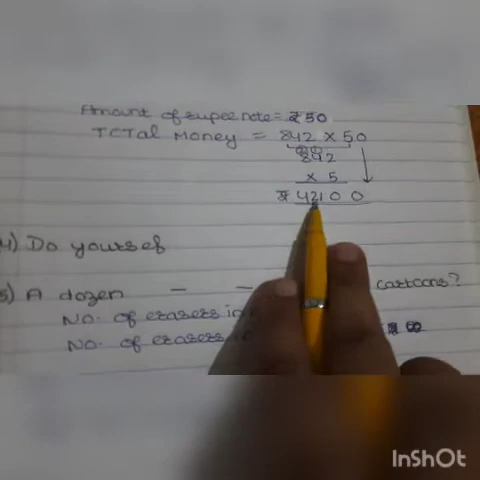 Amount of rupee note = ₹50
Total Money = 842 × 50
842
× 5
₹ 42100
4) Do yourself
5) A dozen — — cartoons?
No. of erasers in
No. of erasers in
InShOt